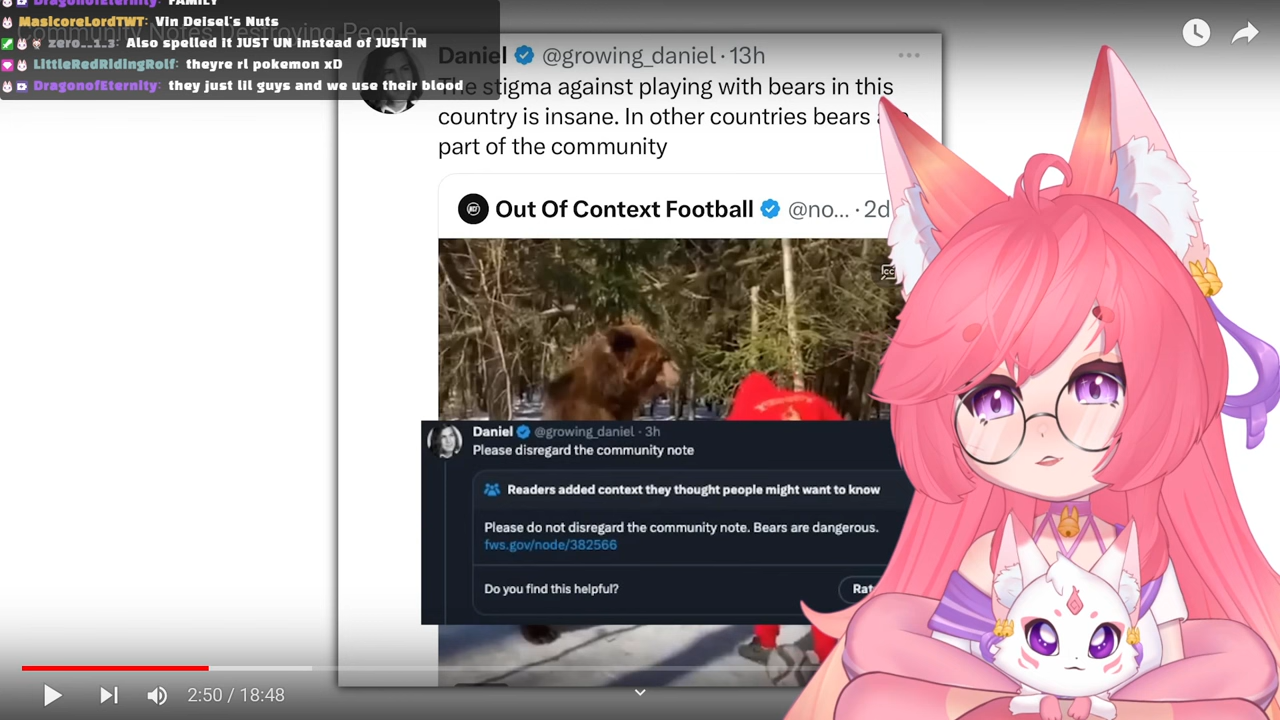 DragonofEternity: FAMILY
MasicoreLordTWT: Vin Deisel's Nuts
Community Notes Destroying People
zero__1.3: Also spelled it JUST UN instead of JUST IN
LittleRedRidingRolf: theyre rl pokemon xD
DragonofEternity: they just lil guys and we use their blood
Daniel @growing_daniel · 13h
The stigma against playing with bears in this
country is insane. In other countries bears
part of the community
Out Of Context Football @no... · 2d
Daniel @growing_daniel · 3h
Please disregard the community note
Readers added context they thought people might want to know
Please do not disregard the community note. Bears are dangerous.
fws.gov/node/382566
Do you find this helpful?
2:50 / 18:48